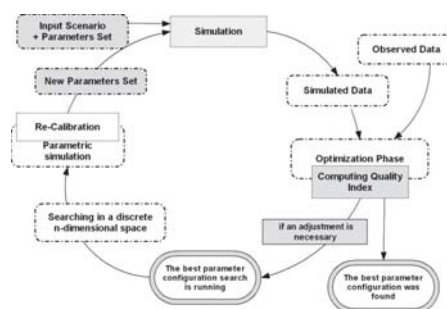 Input Scenario
+ Parameters Set
Simulation
Observed Data
New Parameters Set
Simulated Data
Re-Calibration
Parametric
simulation
Optimization Phase
Computing Quality
Index
Searching in a discrete
n-dimensional space
if an adjustment is
necessary
The best parameter
configuration search
is running
The best parameter
configuration was
found